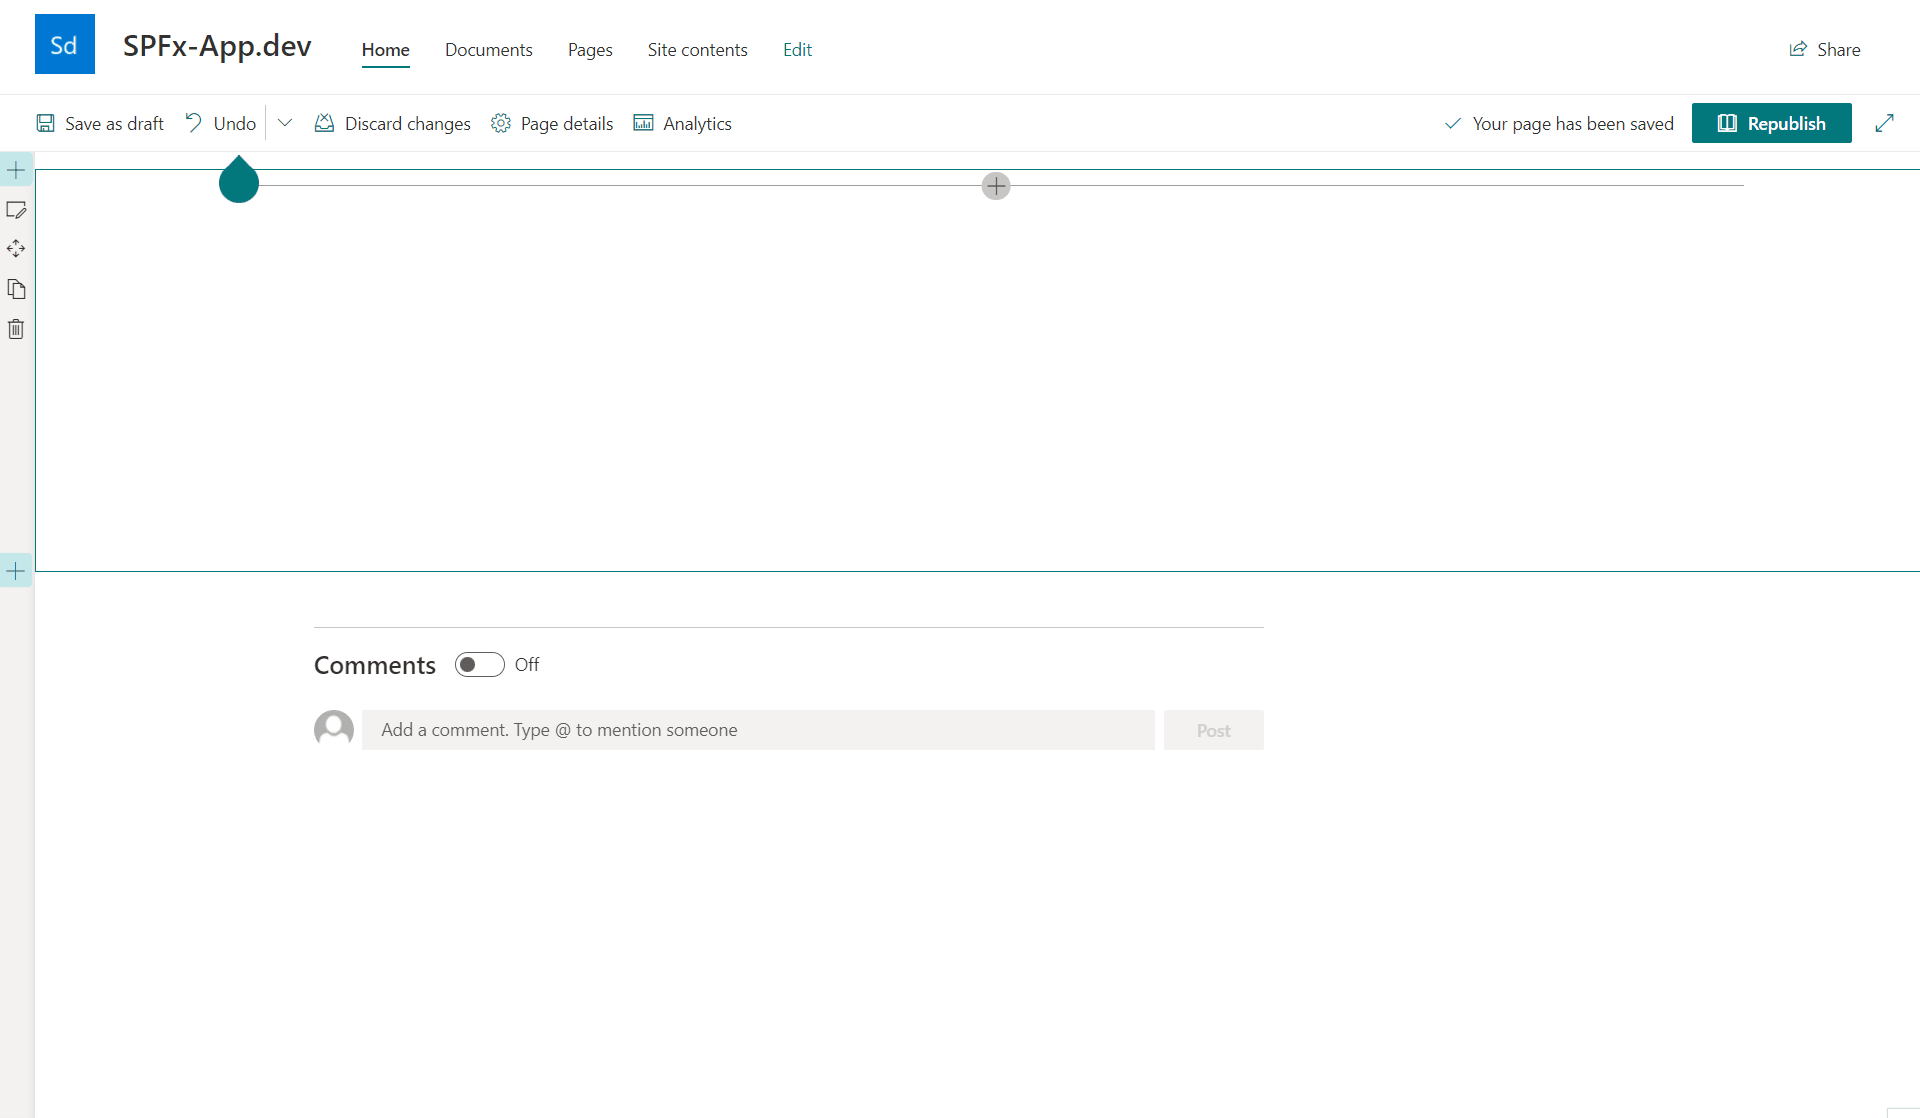 Sd
SPFx-App.dev
Home Documents Pages Site contents Edit
Share
Save as draft Undo Discard changes Page details Analytics
Your page has been saved Republish
Comments Off
Add a comment. Type @ to mention someone Post